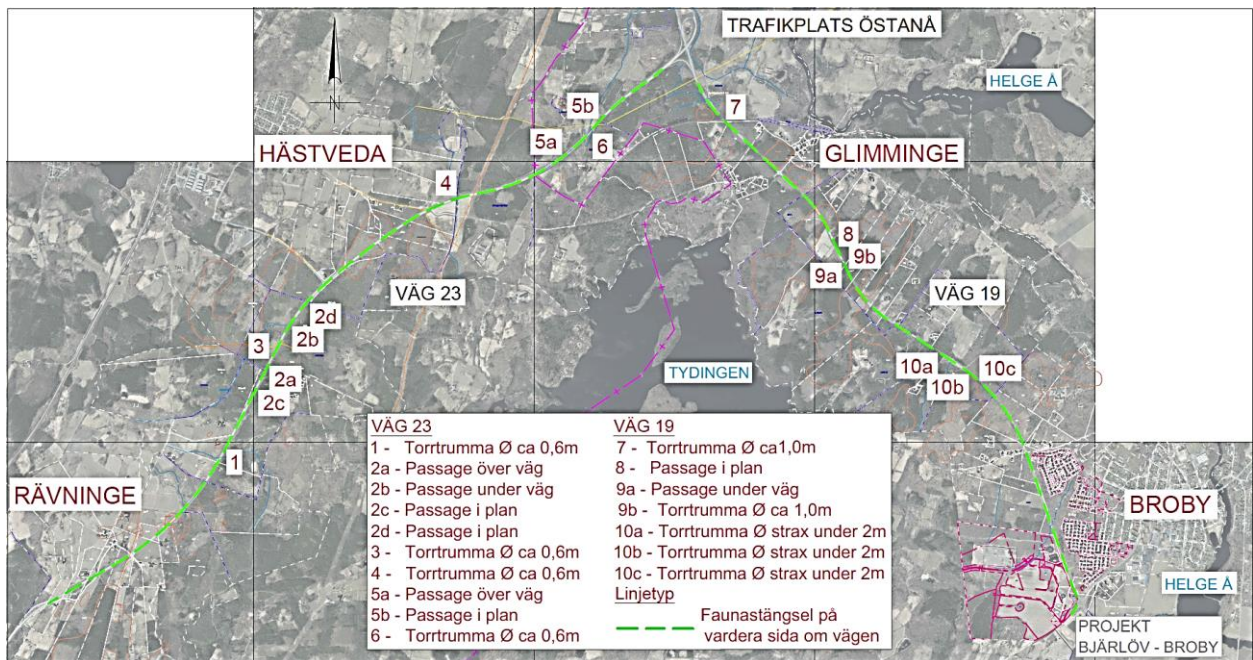 TRAFIKPLATS ÖSTANÅ
HELGE Å
N
5b
7
5a
6
HÄSTVEDA
GLIMMINGE
4
8
9b
9a
VÄG 23
VÄG 19
2d
3
2b
2a
2c
10a
10c
10b
TYDINGEN
1
RÄVNINGE
BROBY
HELGE Å
PROJEKT
BJÄRLÖV - BROBY
VÄG 23
1 - Torrtrumma Ø ca 0,6m
2a - Passage över väg
2b - Passage under väg
2c - Passage i plan
2d - Passage i plan
3 - Torrtrumma Ø ca 0,6m
4 - Torrtrumma Ø ca 0,6m
5a - Passage över väg
5b - Passage i plan
6 - Torrtrumma Ø ca 0,6m
VÄG 19
7 - Torrtrumma Ø ca1,0m
8 - Passage i plan
9a - Passage under väg
9b - Torrtrumma Ø ca 1,0m
10a - Torrtrumma Ø strax under 2m
10b - Torrtrumma Ø strax under 2m
10c - Torrtrumma Ø strax under 2m
Linjetyp
Faunastängsel på
vardera sida om vägen